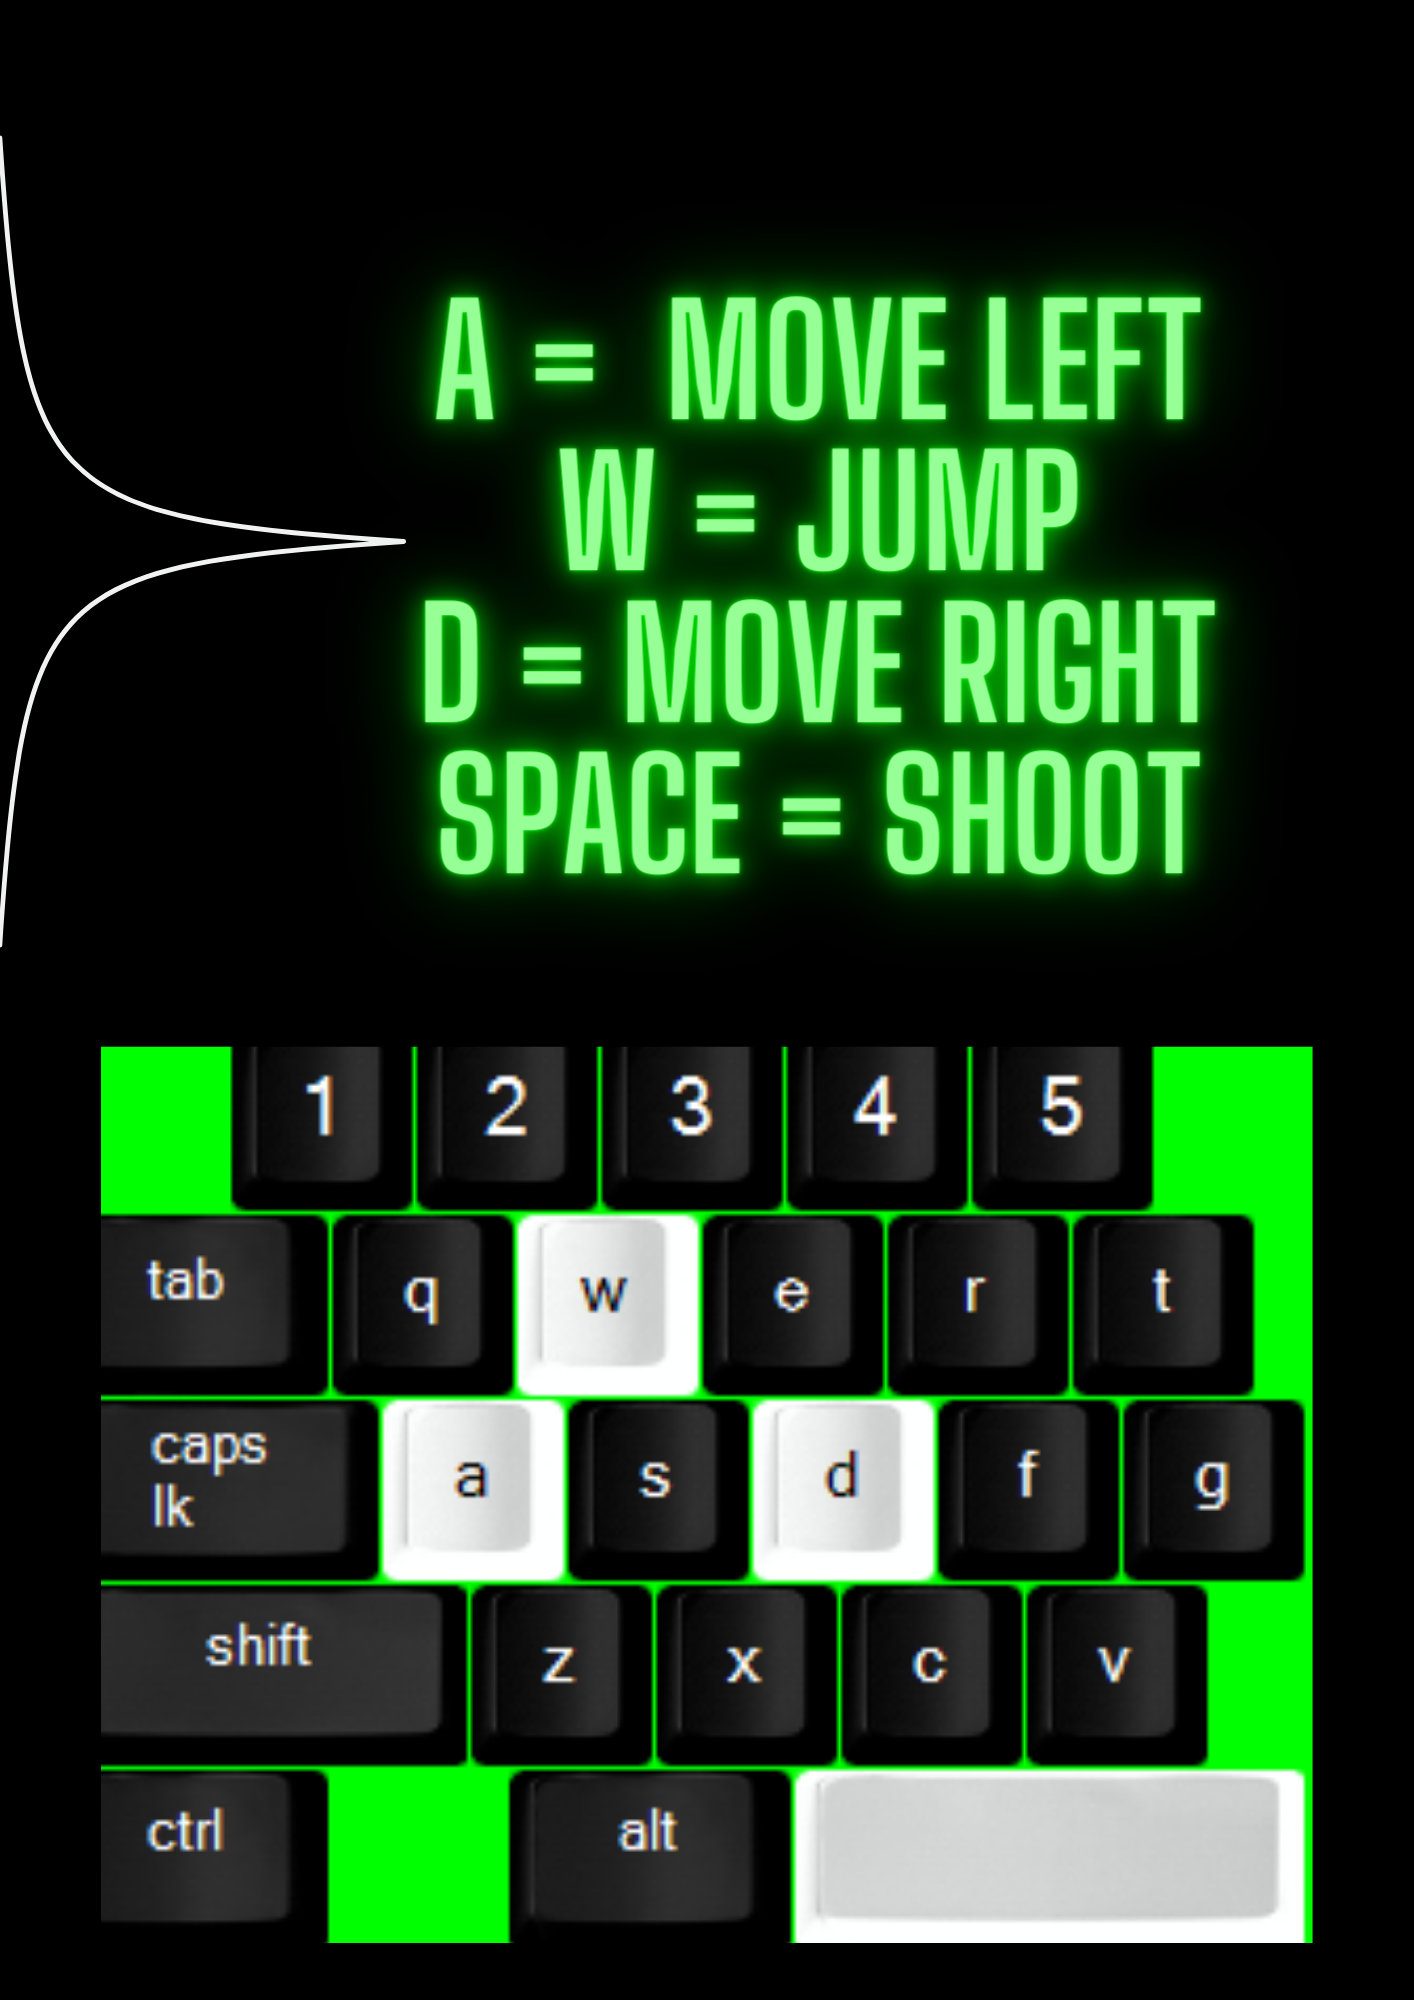 A = MOVE LEFT
W = JUMP
D = MOVE RIGHT
SPACE = SHOOT
1 2 3 4 5
tab q w e r t
caps lk a s d f g
shift z x c v
ctrl alt